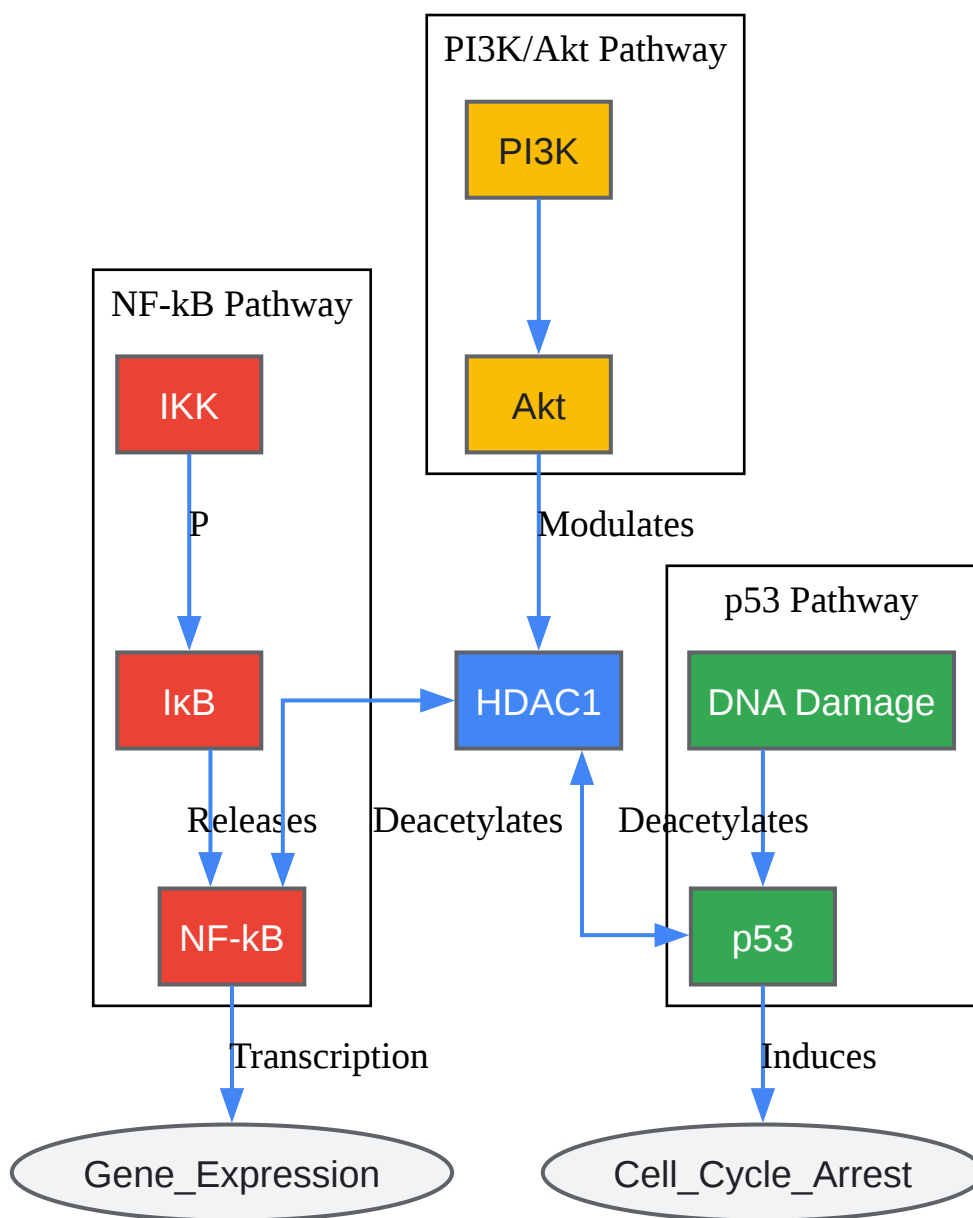 PI3K/Akt Pathway
PI3K
NF-kB Pathway
IKK
Akt
P
Modulates
p53 Pathway
IκB
HDAC1
DNA Damage
Releases
Deacetylates
Deacetylates
NF-kB
p53
Transcription
Induces
Gene_Expression
Cell_Cycle_Arrest